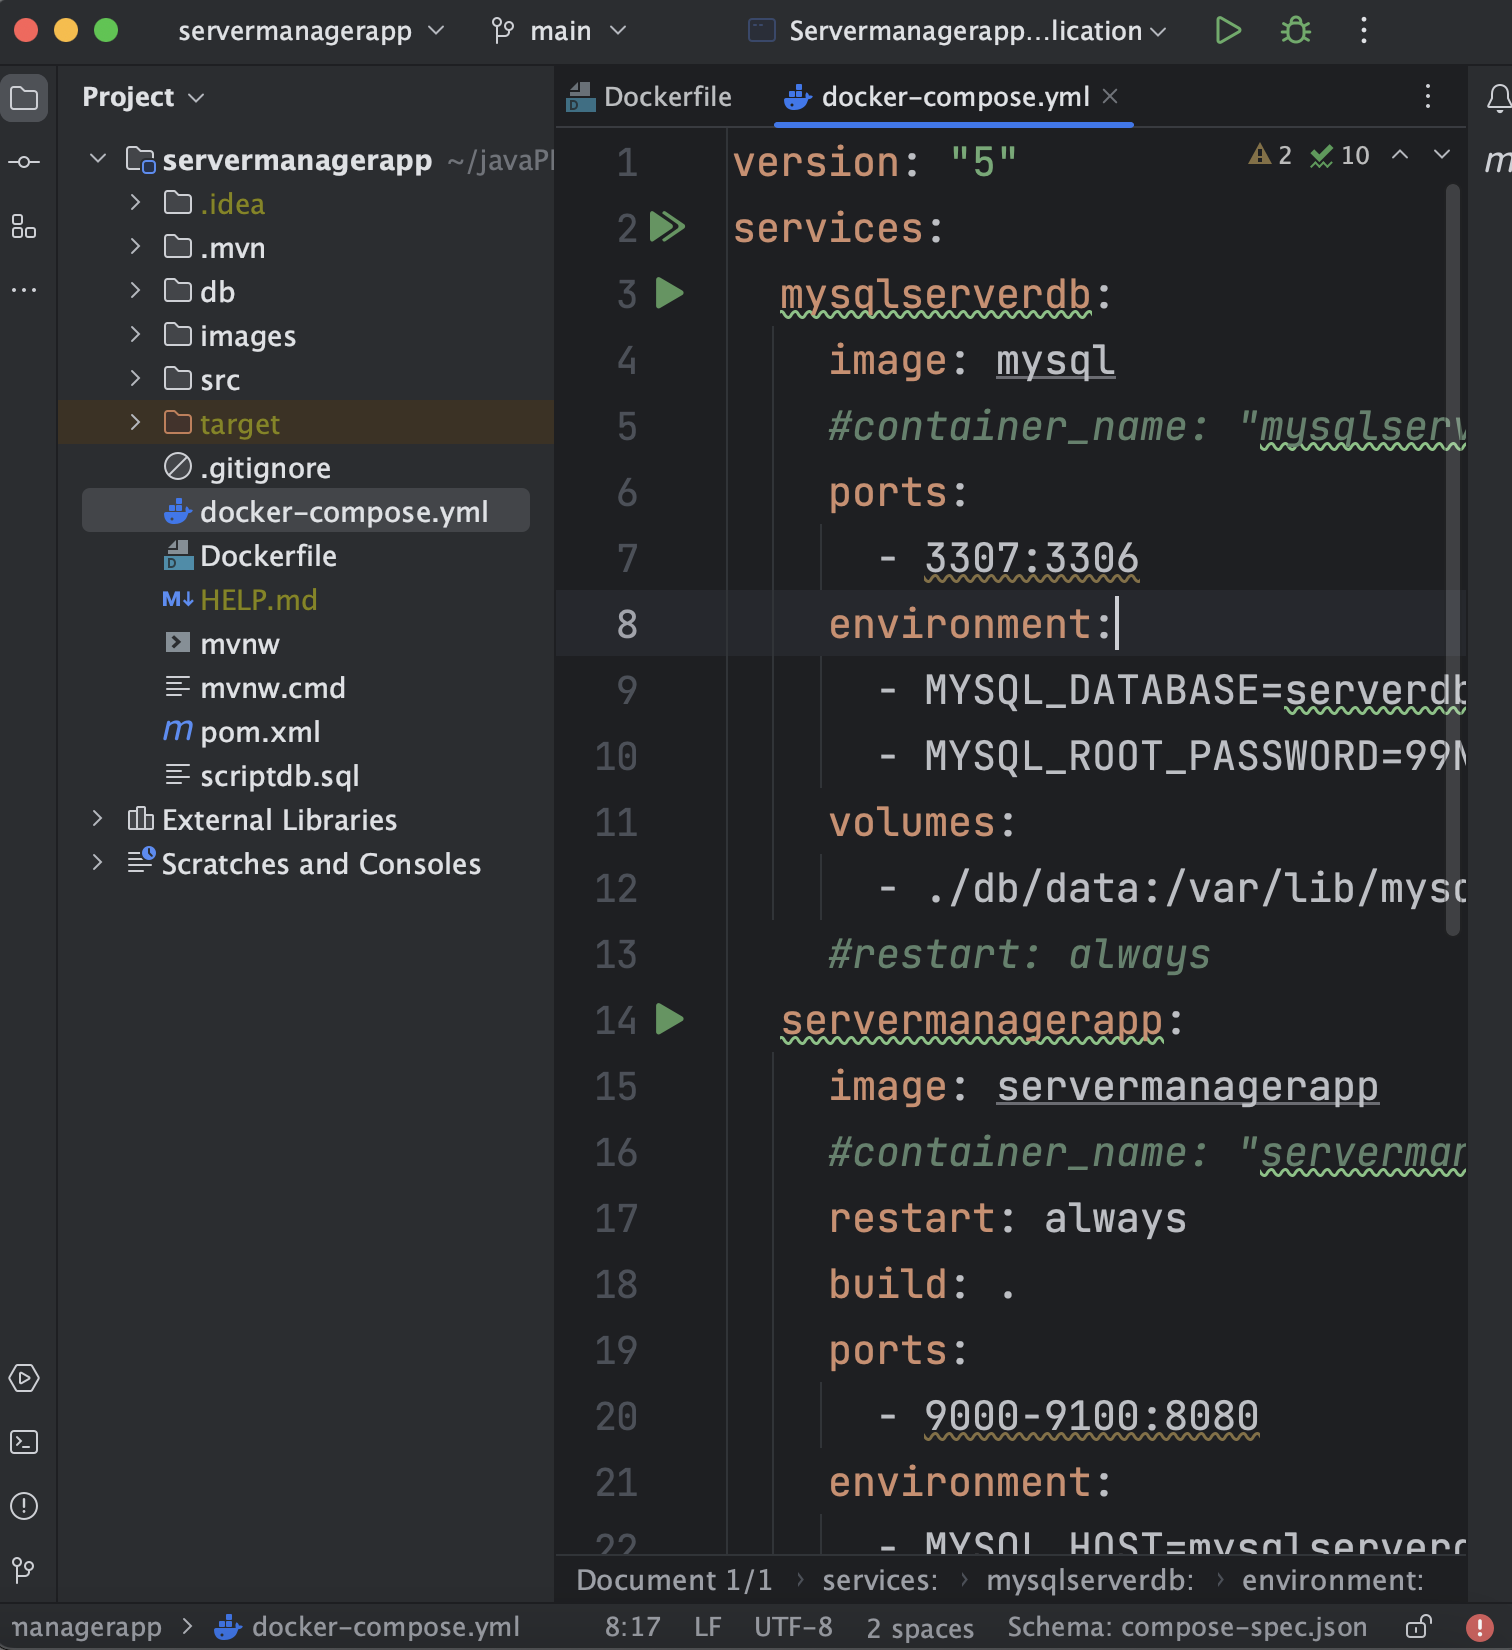 servermanagerapp main Servermanagerapp...lication
Project
servermanagerapp ~/javaP
.idea
.mvn
db
images
src
target
.gitignore
docker-compose.yml
Dockerfile
HELP.md
mvnw
mvnw.cmd
pom.xml
scriptdb.sql
External Libraries
Scratches and Consoles
Dockerfile docker-compose.yml
2 10
1 version: "5"
2 services:
3 mysqlserverdb:
4 image: mysql
5 #container_name: "mysqlserv
6 ports:
7 - 3307:3306
8 environment:
9 - MYSQL_DATABASE=serverdb
10 - MYSQL_ROOT_PASSWORD=99
11 volumes:
12 - ./db/data:/var/lib/mysq
13 #restart: always
14 servermanagerapp:
15 image: servermanagerapp
16 #container_name: "serverman
17 restart: always
18 build: .
19 ports:
20 - 9000-9100:8080
21 environment:
22 - MYSQL_HOST=mysqlserver
Document 1/1 services: mysqlserverdb: environment:
managerapp docker-compose.yml 8:17 LF UTF-8 2 spaces Schema: compose-spec.json